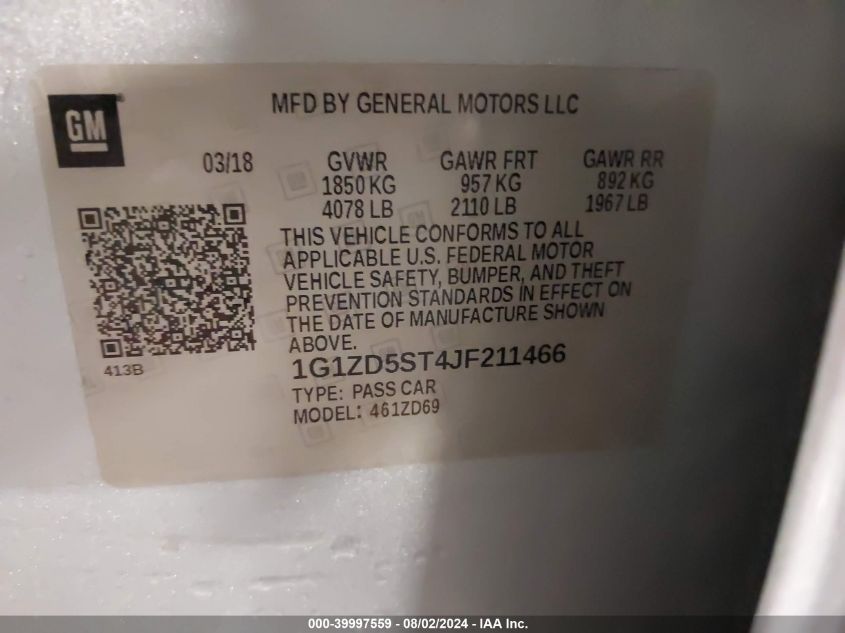 MFD BY GENERAL MOTORS LLC
GM
03/18 GVWR GAWR FRT GAWR RR
1850 KG 957 KG 892 KG
4078 LB 2110 LB 1967 LB
THIS VEHICLE CONFORMS TO ALL
APPLICABLE U.S. FEDERAL MOTOR
VEHICLE SAFETY, BUMPER, AND THEFT
PREVENTION STANDARDS IN EFFECT ON
THE DATE OF MANUFACTURE SHOWN
ABOVE.
413B
1G1ZD5ST4JF211466
TYPE: PASS CAR
MODEL: 461ZD69
000-39997559 - 08/02/2024 - IAA Inc.